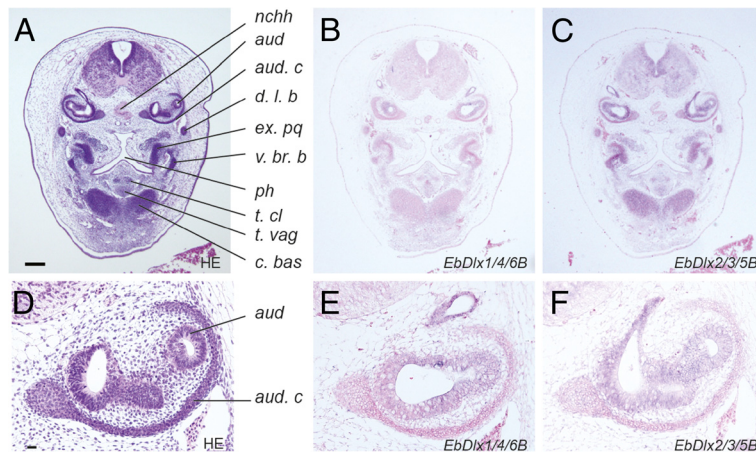 A
nchh
aud
aud. c
d. l. b
ex. pq
v. br. b
ph
t. cl
t. vag
c. bas
HE
B
EbDlx1/4/6B
C
EbDlx2/3/5B
D
aud
aud. c
HE
E
EbDlx1/4/6B
F
EbDlx2/3/5B